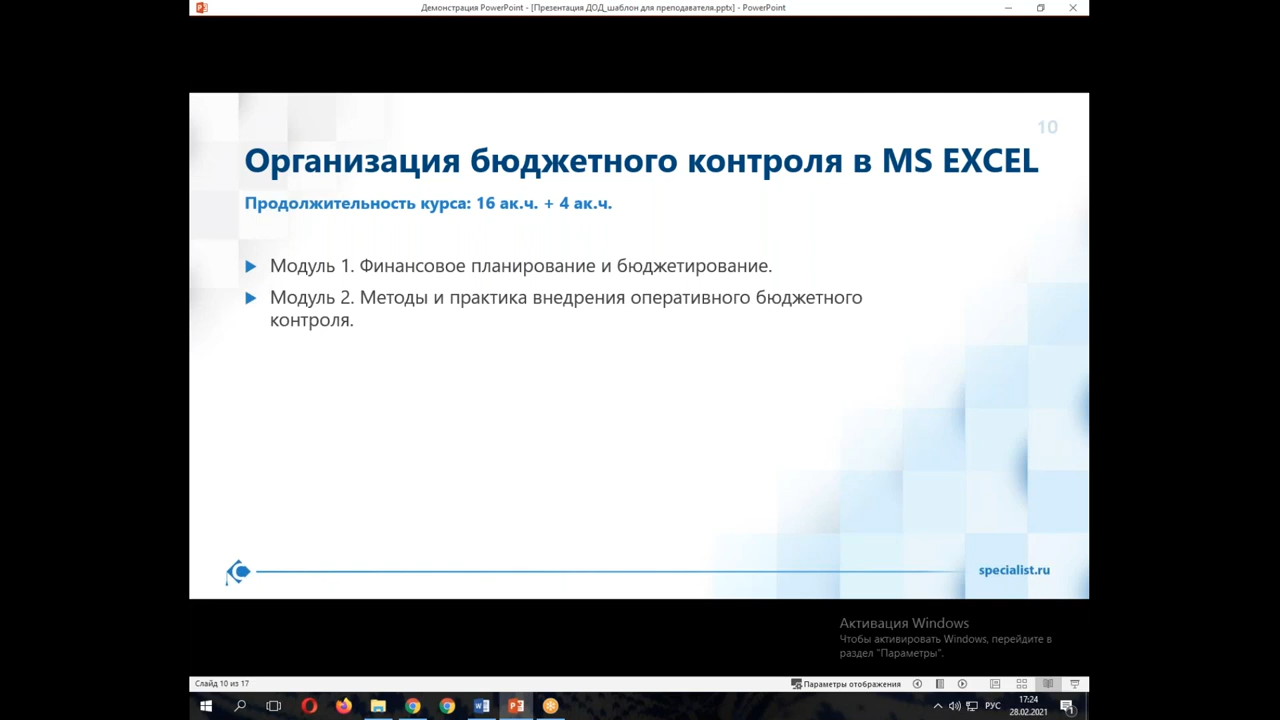 Демонстрация PowerPoint - [Презентация ДОД_шаблон для преподавателя.pptx] - PowerPoint
10
Организация бюджетного контроля в MS EXCEL
Продолжительность курса: 16 ак.ч. + 4 ак.ч.
Модуль 1. Финансовое планирование и бюджетирование.
Модуль 2. Методы и практика внедрения оперативного бюджетного
контроля.
specialist.ru
Активация Windows
Чтобы активировать Windows, перейдите в
раздел "Параметры".
Слайд 10 из 17
Параметры отображения
17:24
РУС
28.02.2021